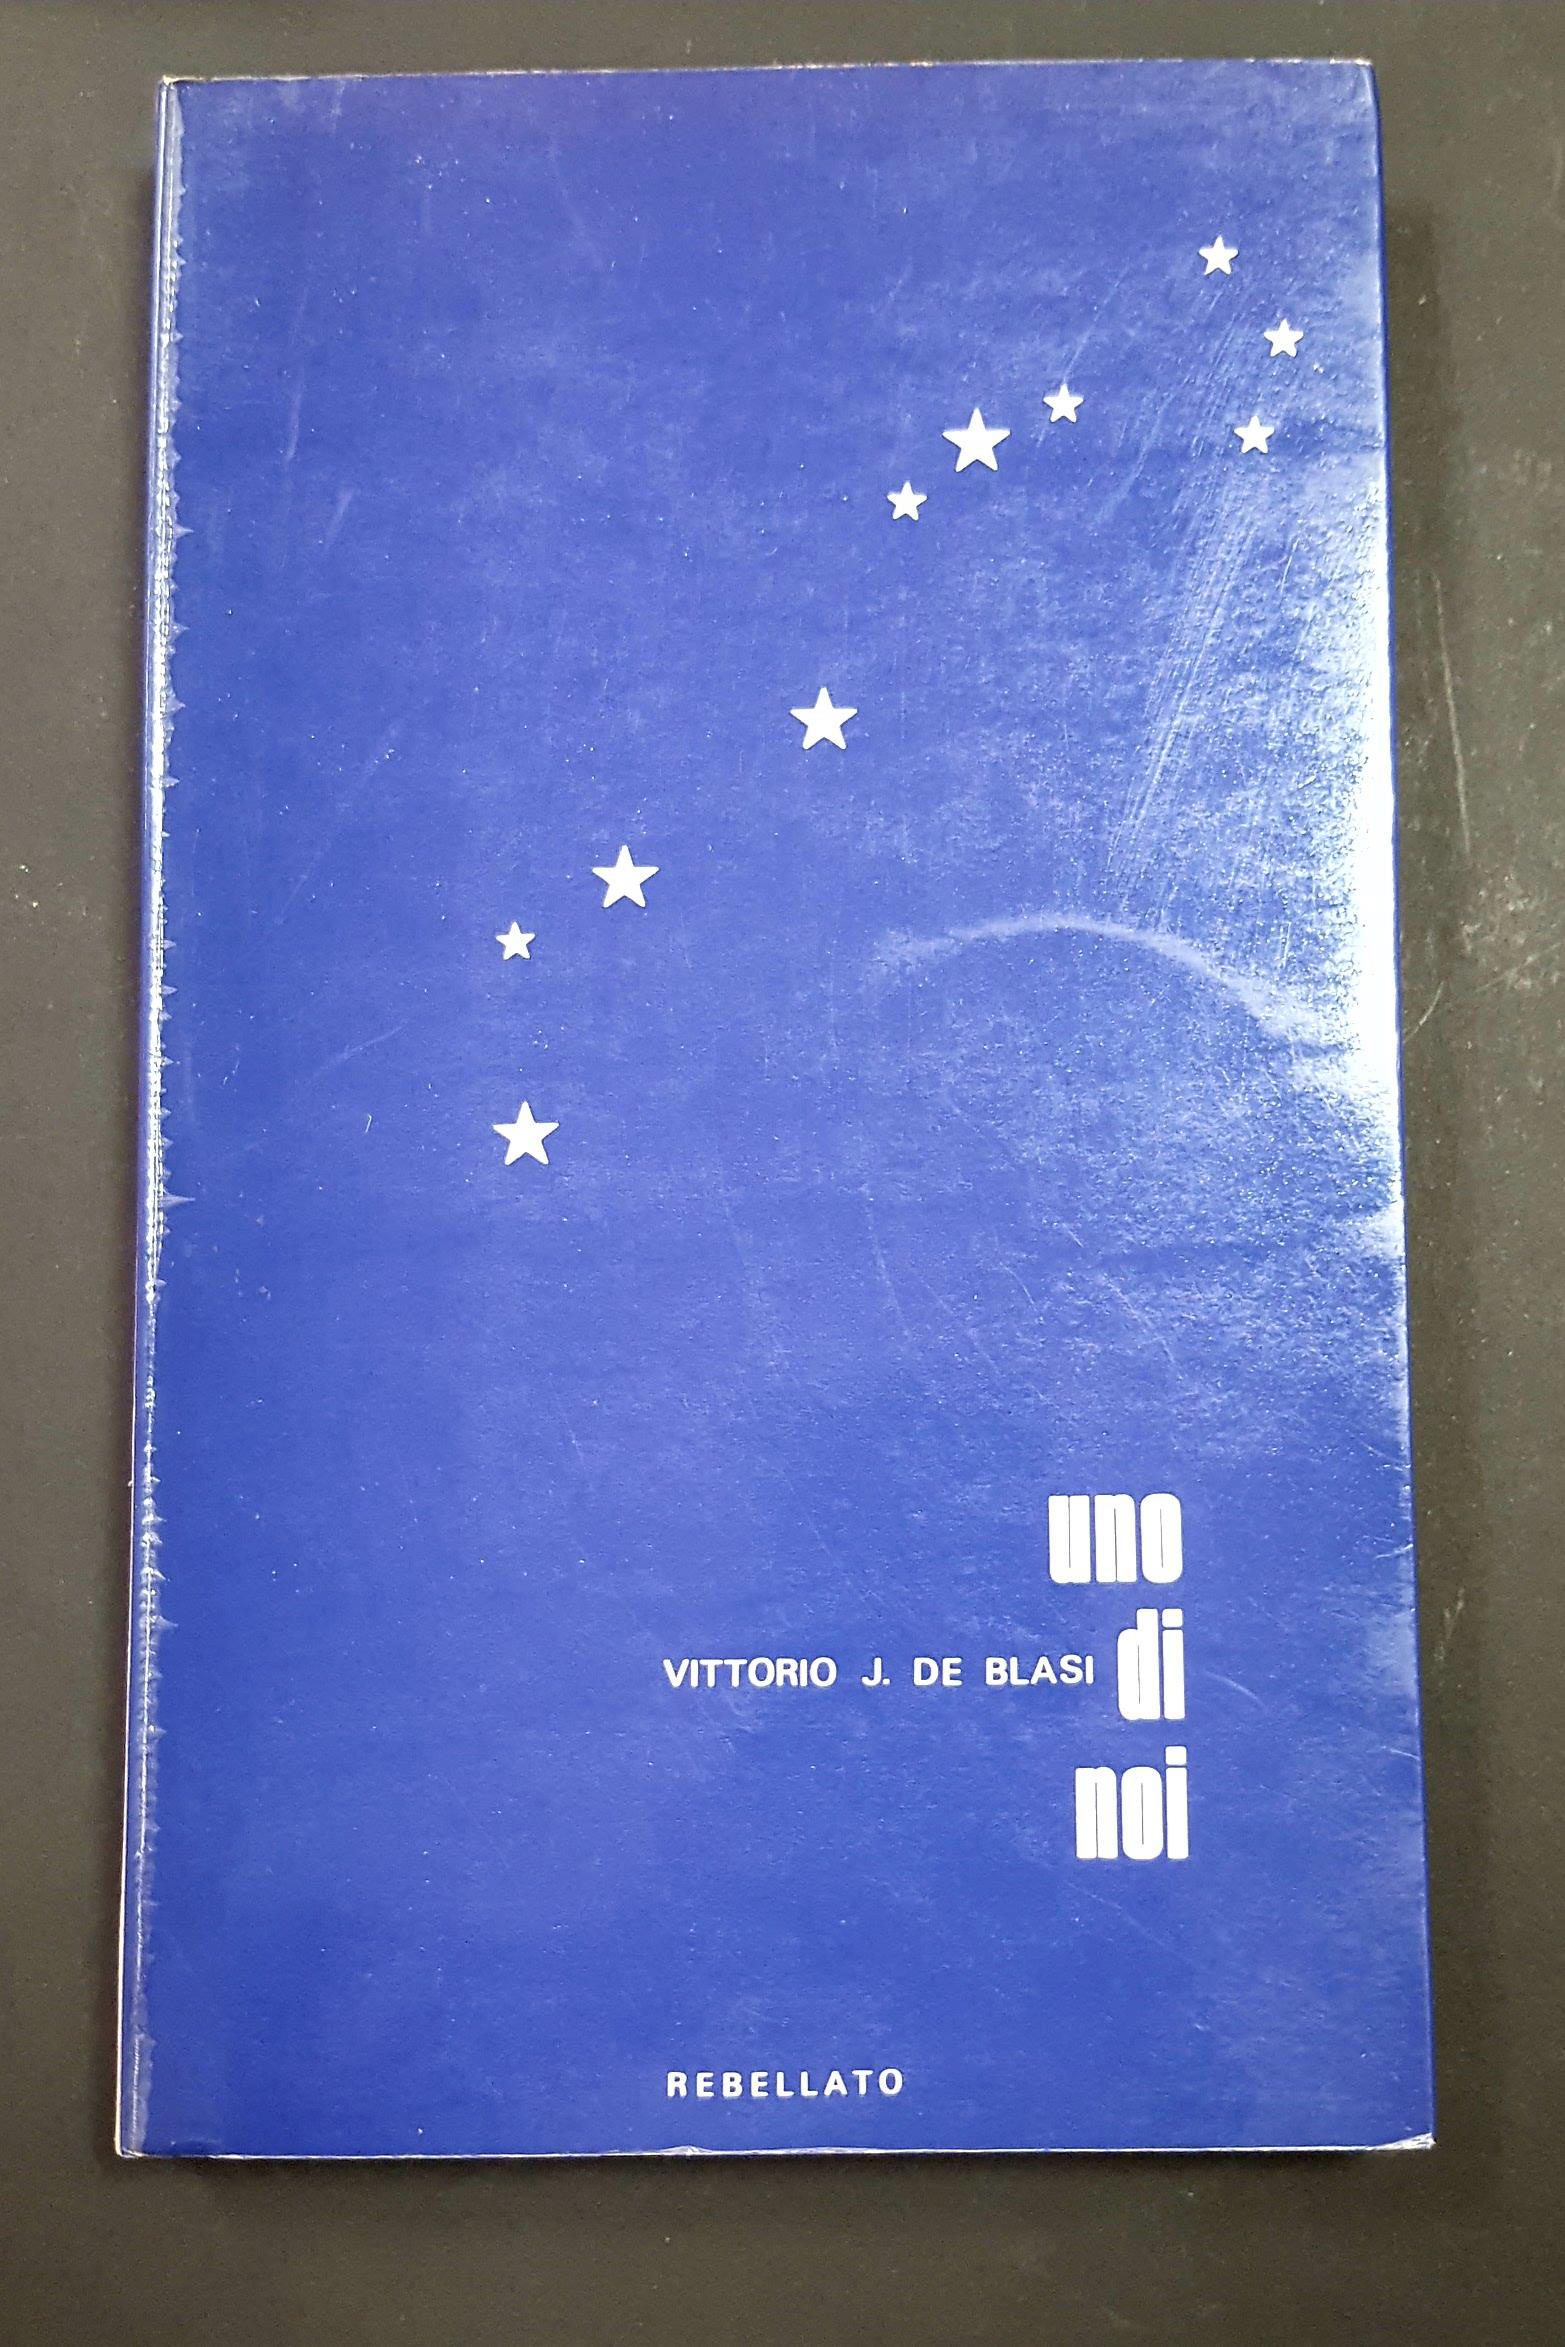 uno
VITTORIO J. DE BLASI di
noi
REBELLATO